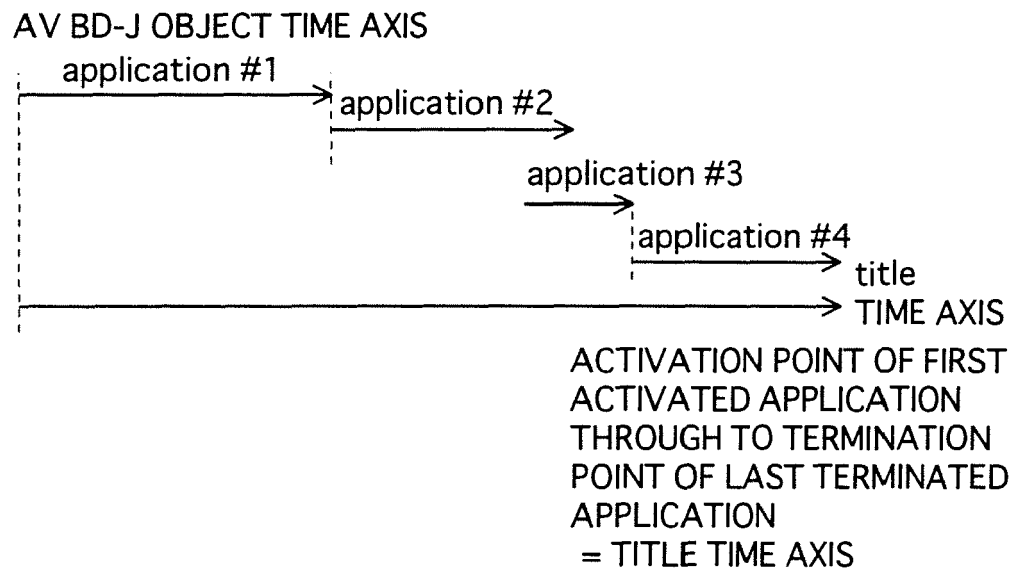 AV BD-J OBJECT TIME AXIS
application #1
application #2
application #3
application #4
title
TIME AXIS
ACTIVATION POINT OF FIRST
ACTIVATED APPLICATION
THROUGH TO TERMINATION
POINT OF LAST TERMINATED
APPLICATION
= TITLE TIME AXIS